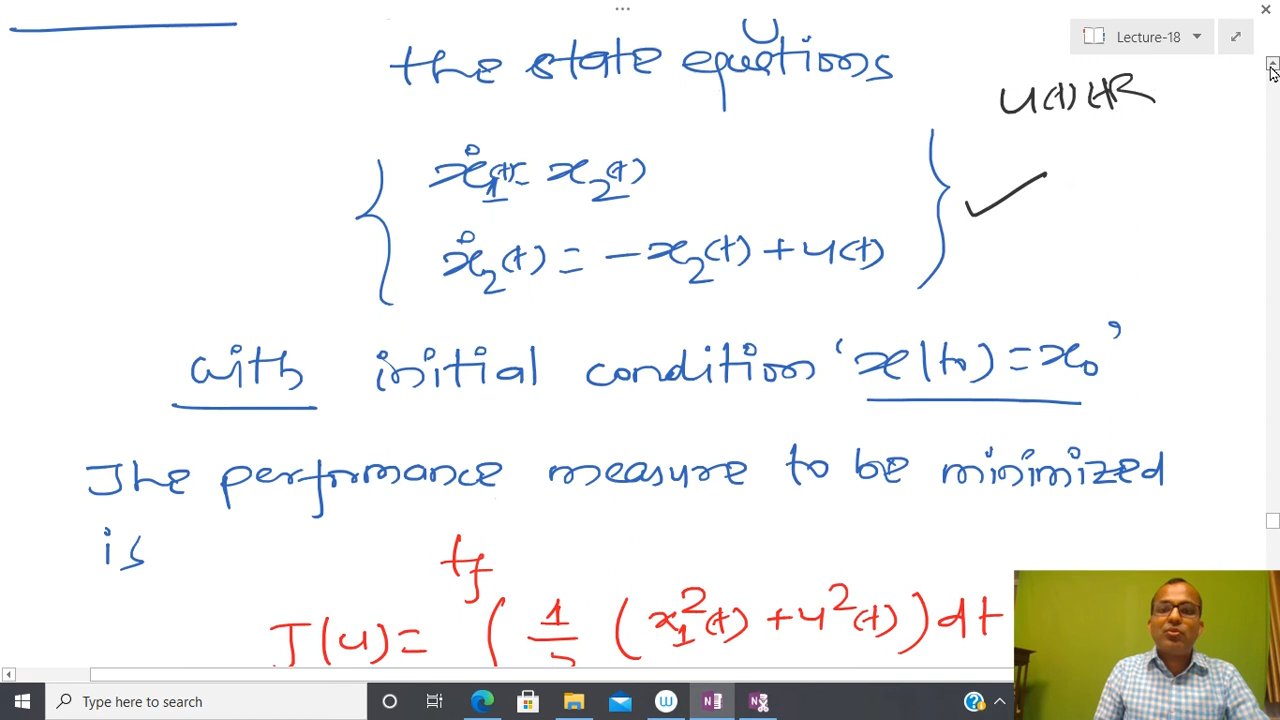 Lecture-18
the state equations
u(t) ∈ IR
ẋ₁(t) = x₂(t)
ẋ₂(t) = -x₂(t) + u(t)
with initial condition ‘x(t₀) = x₀’
The performance measure to be minimized
is
t_f
J(u) = ∫ 1/2 (x₁²(t) + u²(t)) dt
Type here to search